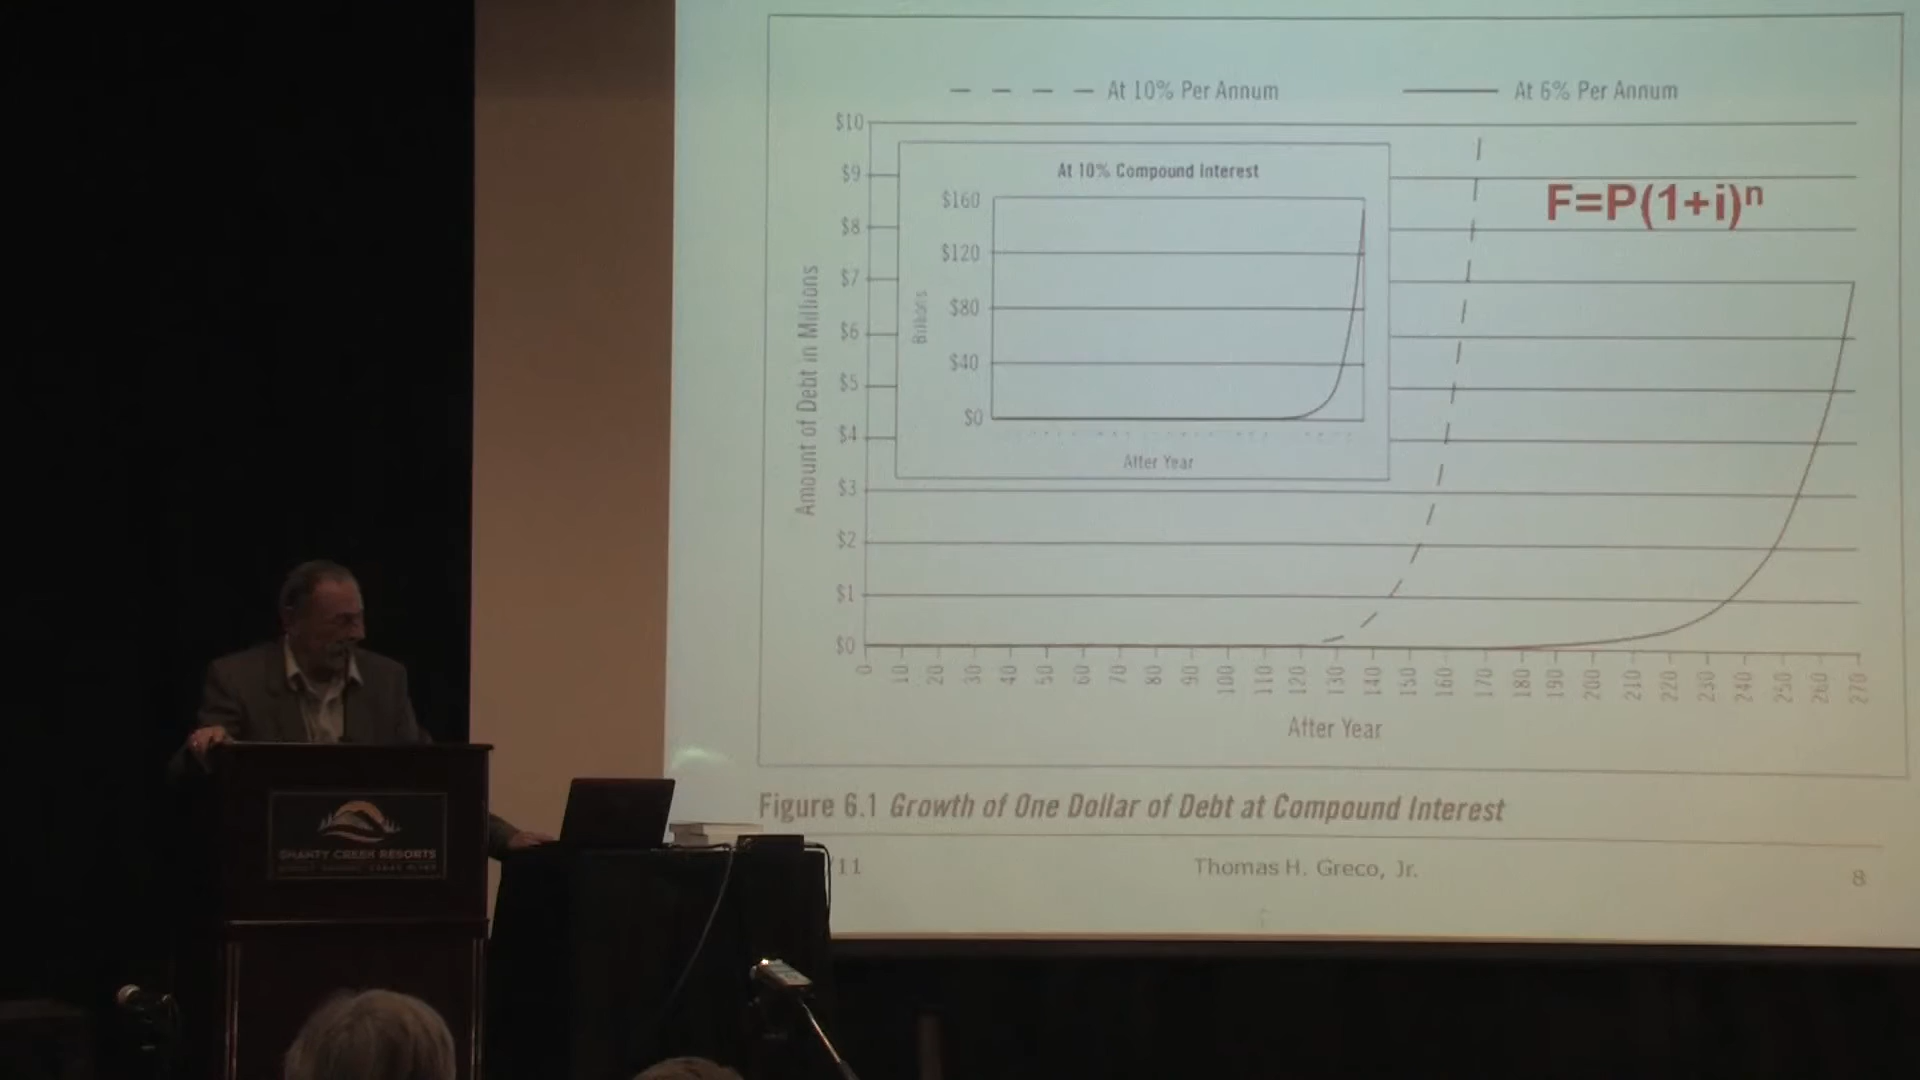 At 10% Per Annum
At 6% Per Annum
$10
$9
$8
$7
$6
$5
$4
$3
$2
$1
$0
Amount of Debt in Millions
At 10% Compound Interest
$160
$120
$80
$40
$0
Billions
After Year
F=P(1+i)ⁿ
0 10 20 30 40 50 60 70 80 90 100 110 120 130 140 150 160 170 180 190 200 210 220 230 240 250 260 270
After Year
Figure 6.1 Growth of One Dollar of Debt at Compound Interest
/11
Thomas H. Greco, Jr.
8
SHANTY CREEK RESORTS